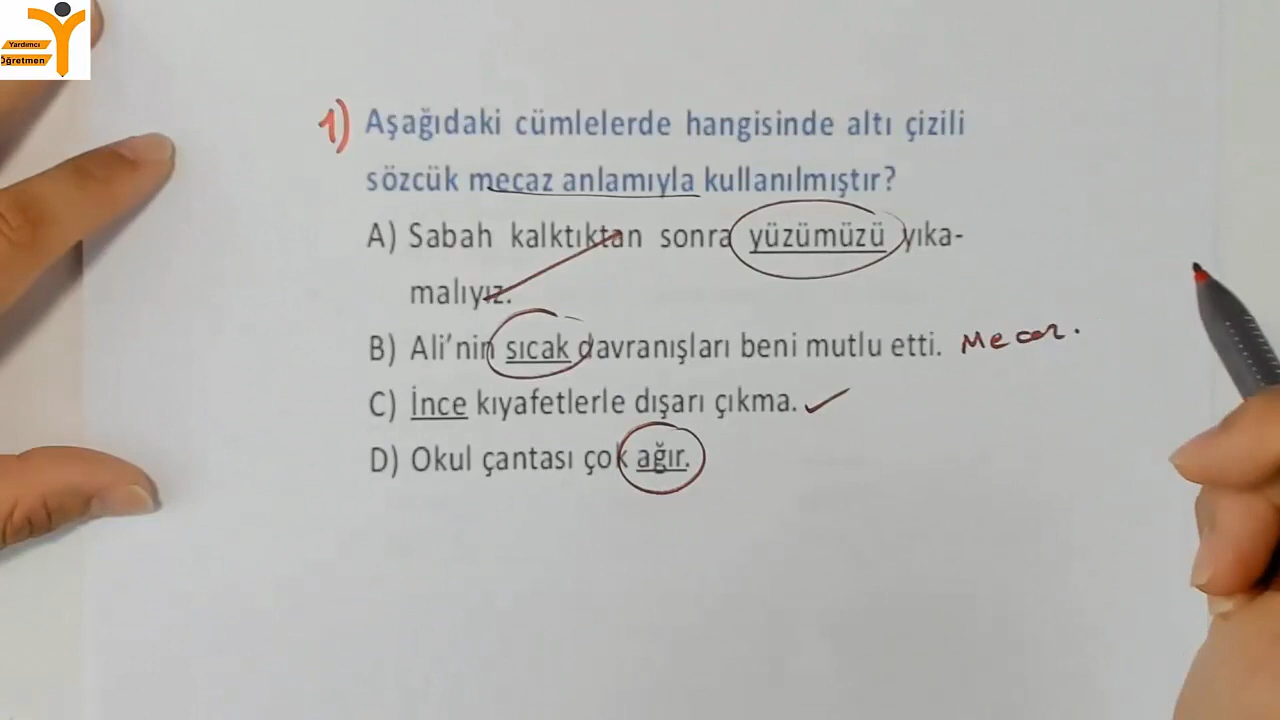 Yardımcı
Öğretmen
1) Aşağıdaki cümlelerde hangisinde altı çizili
sözcük mecaz anlamıyla kullanılmıştır?
A) Sabah kalktıktan sonra yüzümüzü yıka-
malıyız.
B) Ali'nin sıcak davranışları beni mutlu etti. Mecaz.
C) İnce kıyafetlerle dışarı çıkma.
D) Okul çantası çok ağır.